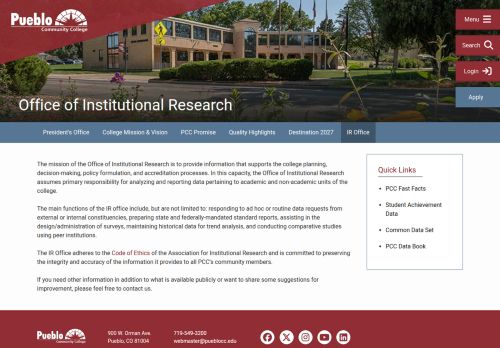 Pueblo
Community College
Menu
Search
Login
Apply
Office of Institutional Research
President's Office
College Mission & Vision
PCC Promise
Quality Highlights
Destination 2027
IR Office
The mission of the Office of Institutional Research is to provide information that supports the college planning,
decision-making, policy formulation, and accreditation processes. In this capacity, the Office of Institutional Research
assumes primary responsibility for analyzing and reporting data pertaining to academic and non-academic units of the
college.
The main functions of the IR office include, but are not limited to: responding to ad hoc or routine data requests from
external or internal constituencies, preparing state and federally-mandated standard reports, assisting in the
design/administration of surveys, maintaining historical data for trend analysis, and conducting comparative studies
using peer institutions.
The IR Office adheres to the Code of Ethics of the Association for Institutional Research and is committed to preserving
the integrity and accuracy of the information it provides to all PCC's community members.
If you need other information in addition to what is available publicly or want to share some suggestions for
improvement, please feel free to contact us.
Quick Links
PCC Fast Facts
Student Achievement
Data
Common Data Set
PCC Data Book
Pueblo
Community College
900 W. Orman Ave.
Pueblo, CO 81004
719-549-3200
webmaster@pueblocc.edu